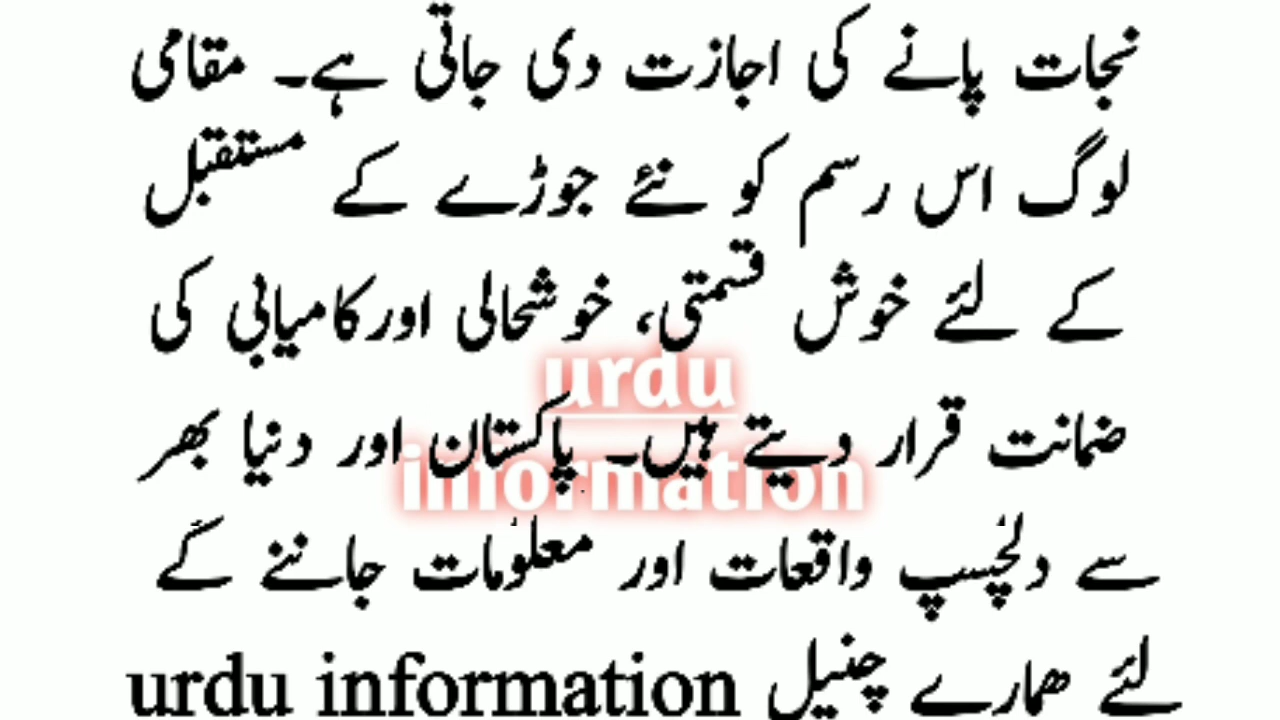 نجات پانے کی اجازت دی جاتی ہے۔ مقامی
لوگ اس رسم کو نئے جوڑے کے مستقبل
کے لئے خوش قسمتی، خوشحالی اورکامیابی کی
urdu
ضمانت قرار دیتے ہیں۔ پاکستان اور دنیا بھر
information
سے دلچسپ واقعات اور معلومات جاننے کے
لئے ھمارے چنیل urdu information